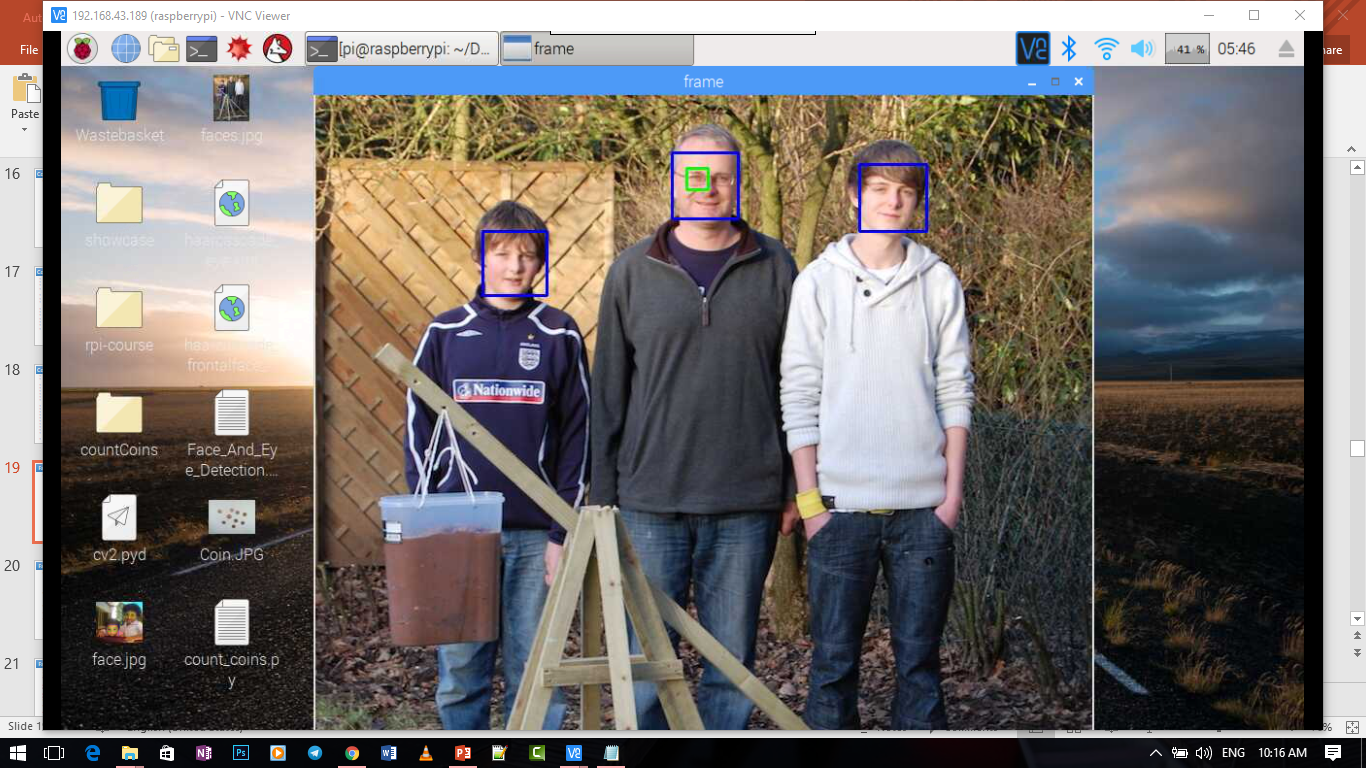 192.168.43.189 (raspberrypi) - VNC Viewer
File
[pi@raspberrypi: ~/D...
frame
41 %
05:46
Paste
frame
Wastebasket
faces.jpg
showcase
rpi-course
countCoins
Face_And_Ey
e_Detection....
cv2.pyd
Coin.JPG
face.jpg
count_coins.p
y
16
17
18
19
20
21
Nationwide
ENG
10:16 AM